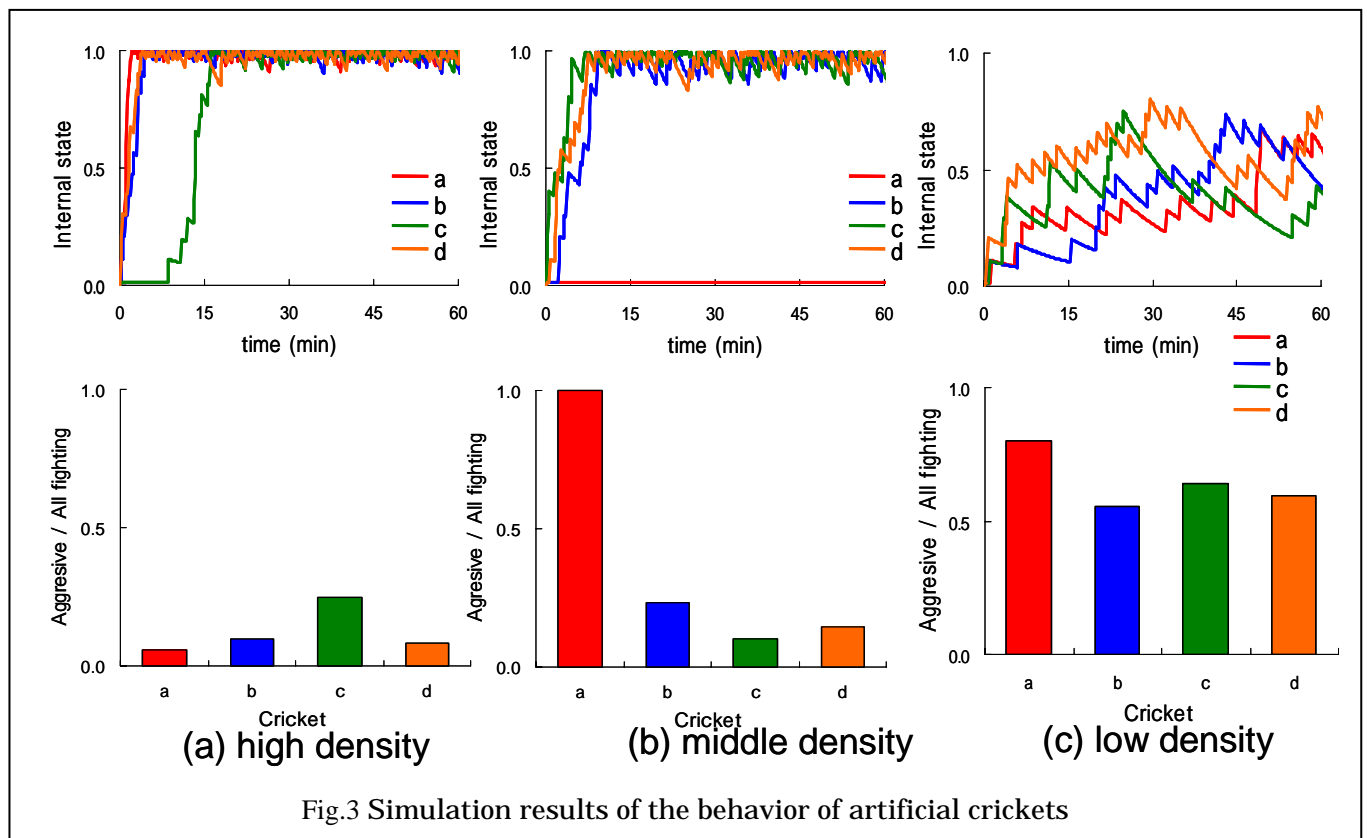 1.0
0.5
0.0
Internal state
0 15 30 45 60
time (min)
a
b
c
d
1.0
0.5
0.0
Internal state
0 15 30 45 60
time (min)
a
b
c
d
1.0
0.5
0.0
Internal state
0 15 30 45 60
time (min)
a
b
c
d
1.0
0.5
0.0
Aggresive / All fighting
a b c d
Cricket
(a) high density
1.0
0.5
0.0
Agresive / All fighting
a b c d
Cricket
(b) middle density
1.0
0.5
0.0
Aggresive / All fighting
a b c d
Cricket
(c) low density
Fig.3 Simulation results of the behavior of artificial crickets